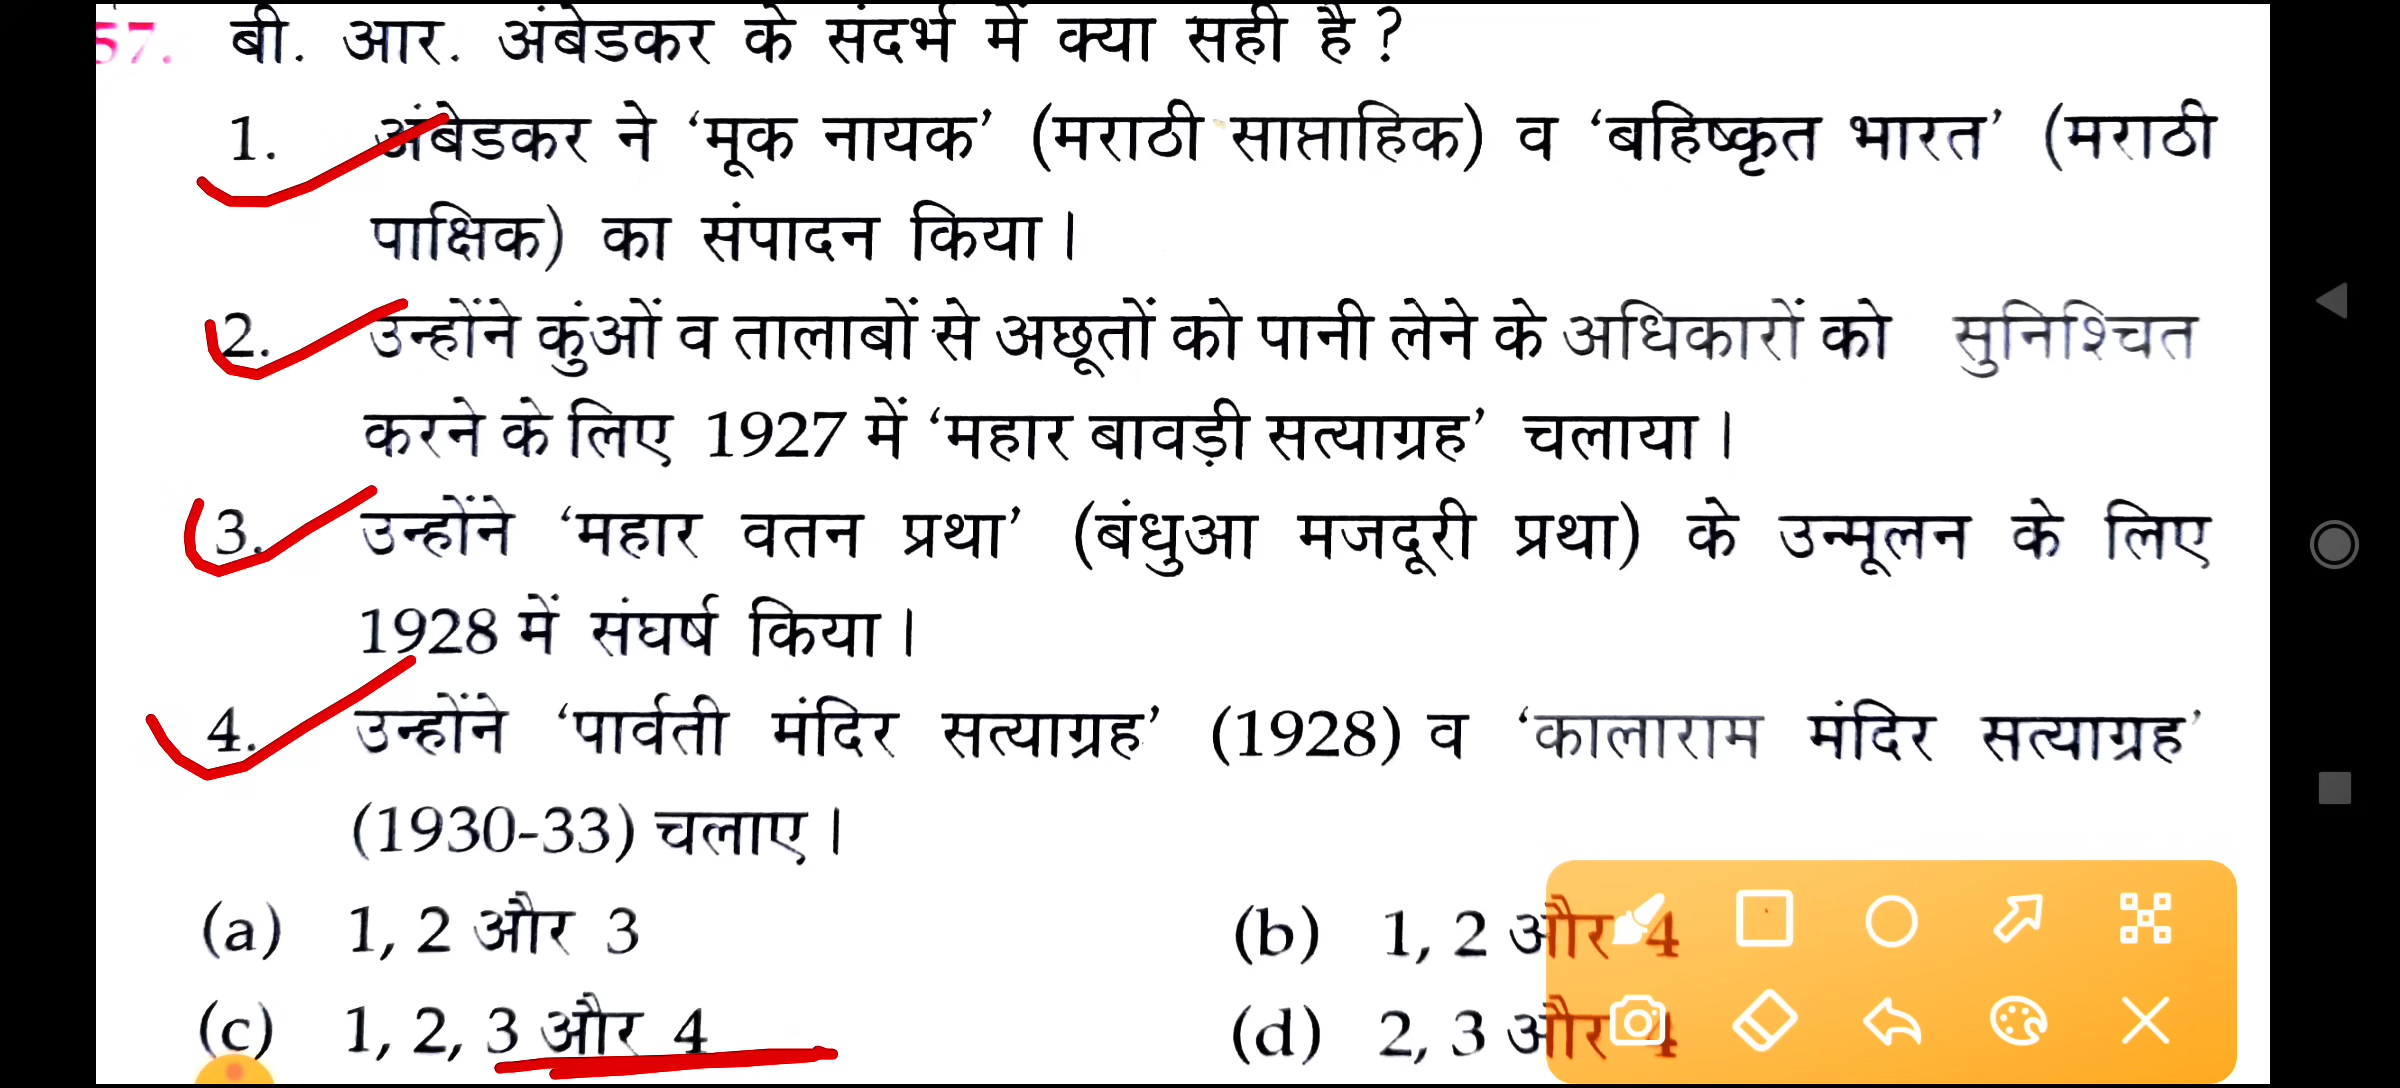 57. बी. आर. अंबेडकर के संदर्भ में क्या सही है ?
1. अंबेडकर ने ‘मूक नायक’ (मराठी साप्ताहिक) व ‘बहिष्कृत भारत’ (मराठी
पाक्षिक) का संपादन किया।
2. उन्होंने कुंओं व तालाबों से अछूतों को पानी लेने के अधिकारों को सुनिश्चित
करने के लिए 1927 में ‘महार बावड़ी सत्याग्रह’ चलाया।
3. उन्होंने ‘महार वतन प्रथा’ (बंधुआ मजदूरी प्रथा) के उन्मूलन के लिए
1928 में संघर्ष किया।
4. उन्होंने ‘पार्वती मंदिर सत्याग्रह’ (1928) व ‘कालाराम मंदिर सत्याग्रह’
(1930-33) चलाए।
(a) 1, 2 और 3 (b) 1, 2 और 4
(c) 1, 2, 3 और 4 (d) 2, 3 और 4